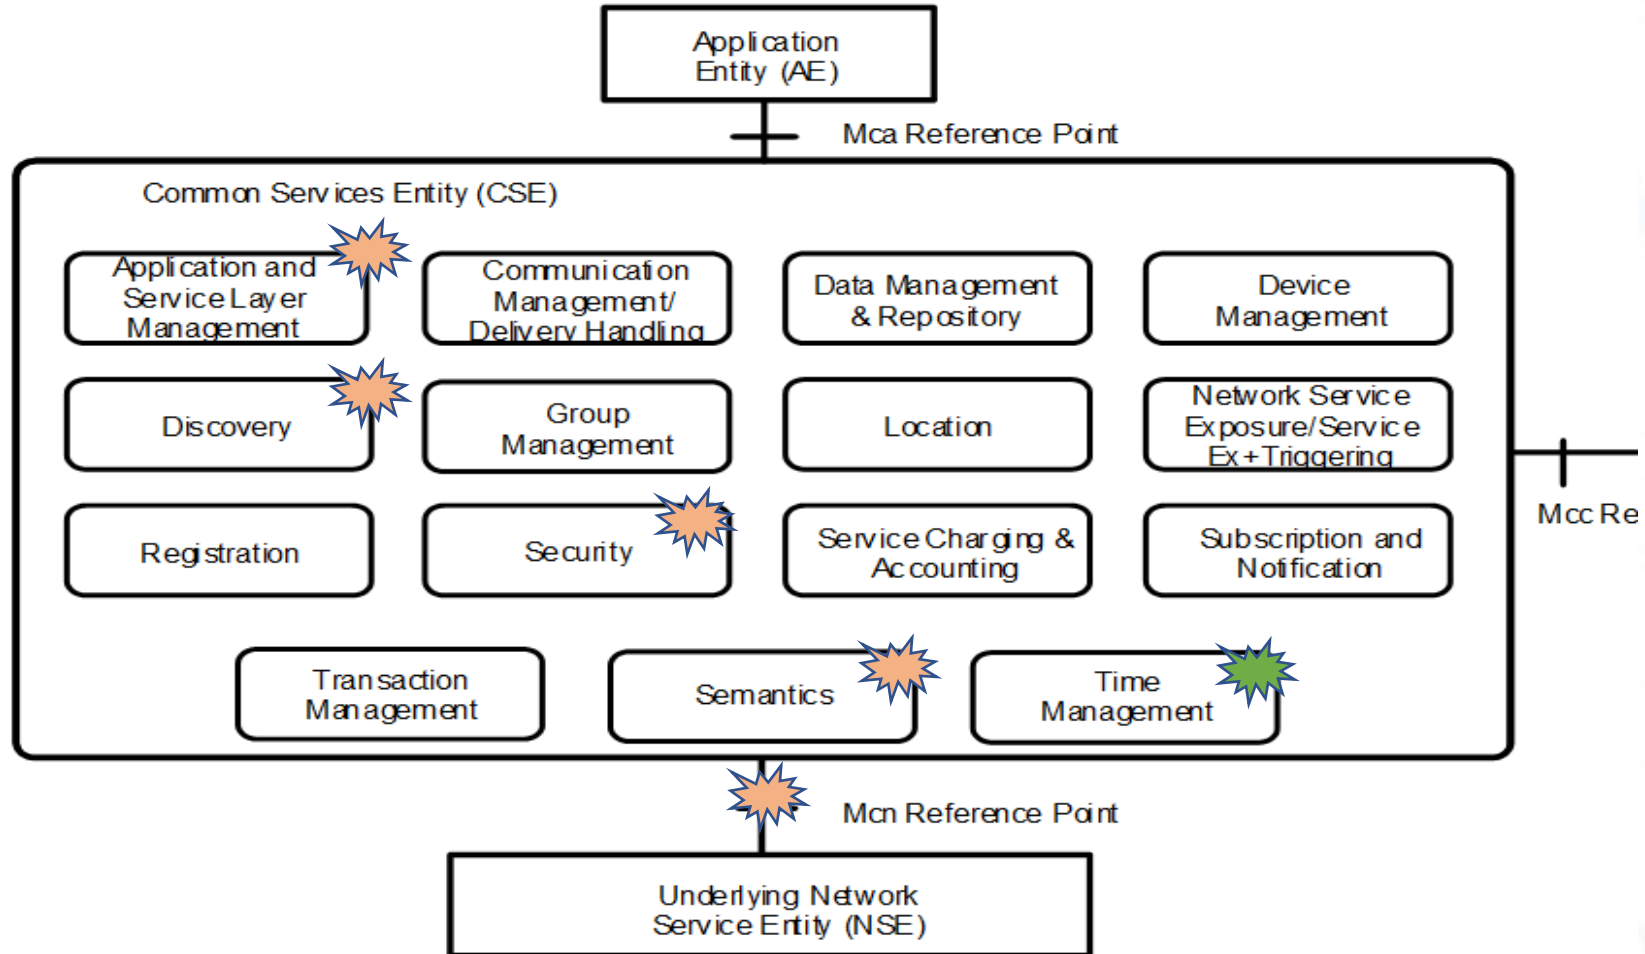 Application
Entity (AE)
Mca Reference Point
Common Services Entity (CSE)
Application and
Service Layer
Management
Communication
Management/
Delivery Handling
Data Management
& Repository
Device
Management
Discovery
Group
Management
Location
Network Service
Exposure/Service
Ex+Triggering
Mcc Re
Registration
Security
Service Charging &
Accounting
Subscription and
Notification
Transaction
Management
Semantics
Time
Management
Mcn Reference Point
Underlying Network
Service Entity (NSE)